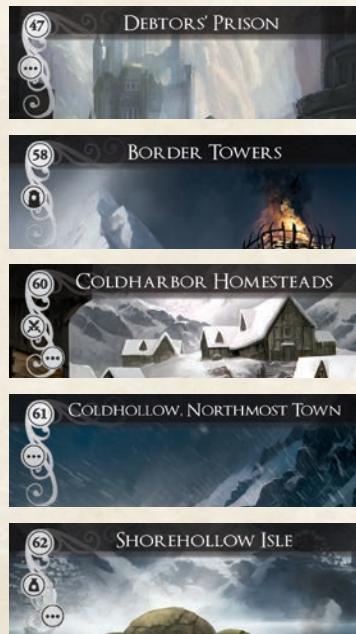 47
DEBTORS' PRISON
58
BORDER TOWERS
60
COLDHARBOR HOMESTEADS
61
COLDHOLLOW, NORTHMOST TOWN
62
SHOREHOLLOW ISLE